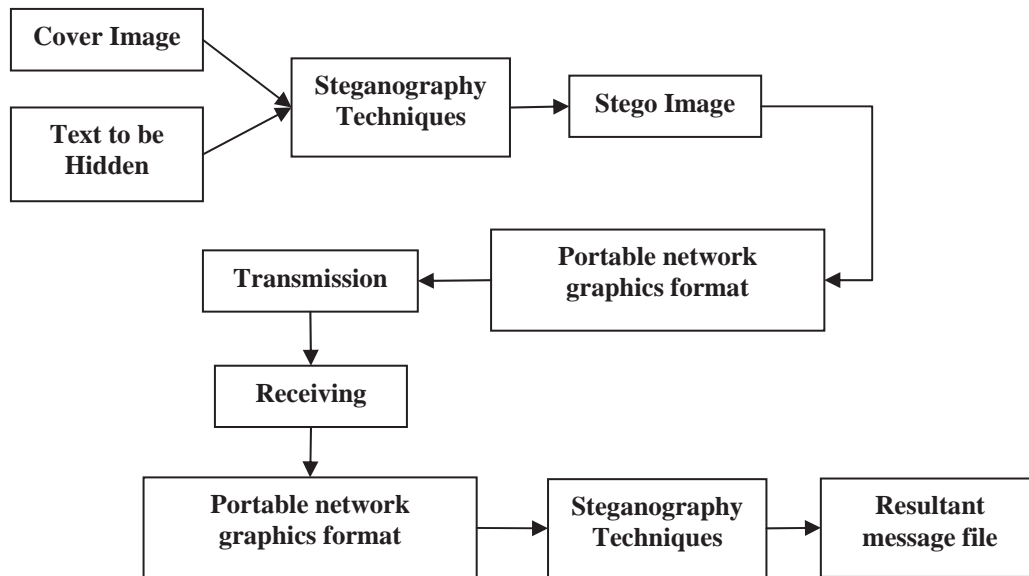 Cover Image
Text to be
Hidden
Steganography
Techniques
Stego Image
Portable network
graphics format
Transmission
Receiving
Portable network
graphics format
Steganography
Techniques
Resultant
message file